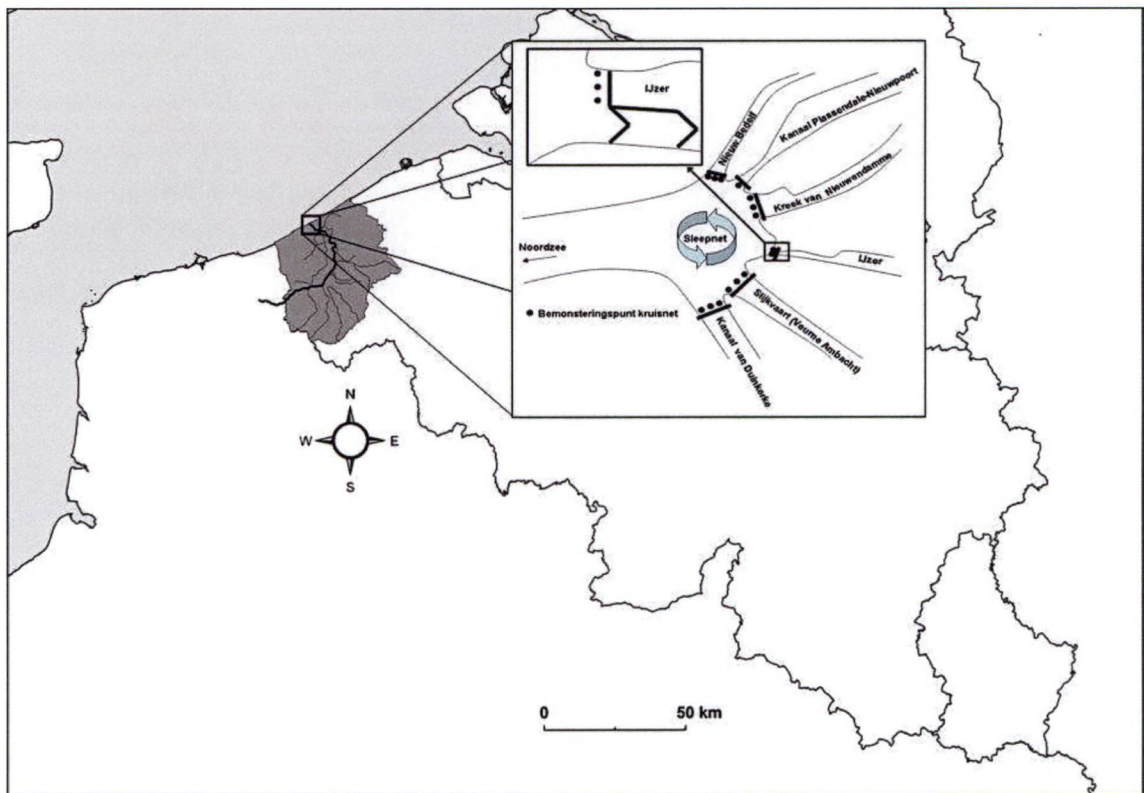 IJzer
Nieuw Bedelf
Kanaal Plassendale-Nieuwpoort
Kreek van Nieuwendamme
Sleepnet
Noordzee
IJzer
Bemonsteringspunt kruisnet
Slijkvaart (Veurne Ambacht)
Kanaal van Duinkerke
N
W E
S
0 50 km